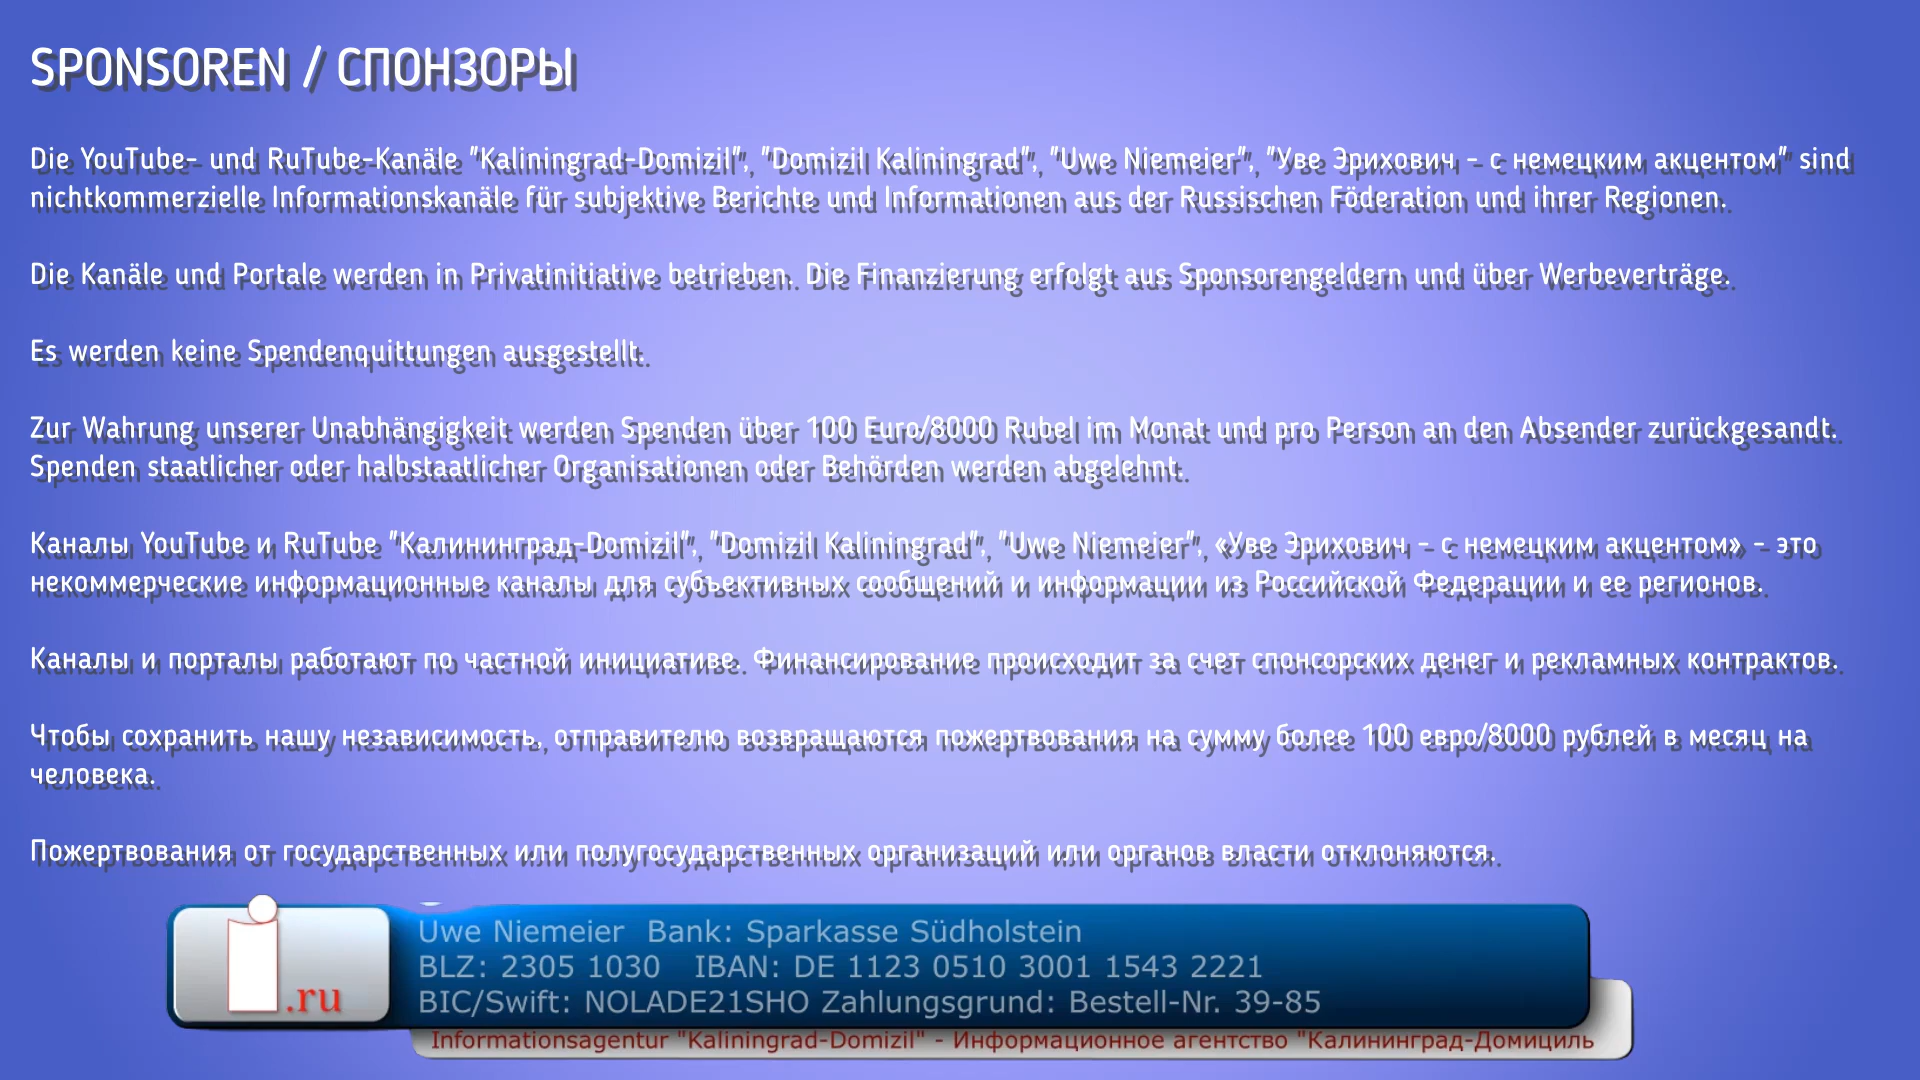 SPONSOREN / СПОНЗОРЫ
Die YouTube- und RuTube-Kanäle "Kaliningrad-Domizil", "Domizil Kaliningrad", "Uwe Niemeier", "Уве Эрихович - с немецким акцентом" sind
nichtkommerzielle Informationskanäle für subjektive Berichte und Informationen aus der Russischen Föderation und ihrer Regionen.
Die Kanäle und Portale werden in Privatinitiative betrieben. Die Finanzierung erfolgt aus Sponsorengeldern und über Werbeverträge.
Es werden keine Spendenquittungen ausgestellt.
Zur Wahrung unserer Unabhängigkeit werden Spenden über 100 Euro/8000 Rubel im Monat und pro Person an den Absender zurückgesandt.
Spenden staatlicher oder halbstaatlicher Organisationen oder Behörden werden abgelehnt.
Каналы YouTube и RuTube "Калининград-Domizil", "Domizil Kaliningrad", "Uwe Niemeier", «Уве Эрихович - с немецким акцентом» - это
некоммерческие информационные каналы для субъективных сообщений и информации из Российской Федерации и ее регионов.
Каналы и порталы работают по частной инициативе. Финансирование происходит за счет спонсорских денег и рекламных контрактов.
Чтобы сохранить нашу независимость, отправителю возвращаются пожертвования на сумму более 100 евро/8000 рублей в месяц на
человека.
Пожертвования от государственных или полугосударственных организаций или органов власти отклоняются.
Uwe Niemeier Bank: Sparkasse Südholstein
BLZ: 2305 1030 IBAN: DE 1123 0510 3001 1543 2221
BIC/Swift: NOLADE21SHO Zahlungsgrund: Bestell-Nr. 39-85
i.ru
Informationsagentur "Kaliningrad-Domizil" - Информационное агентство "Калининград-Домициль